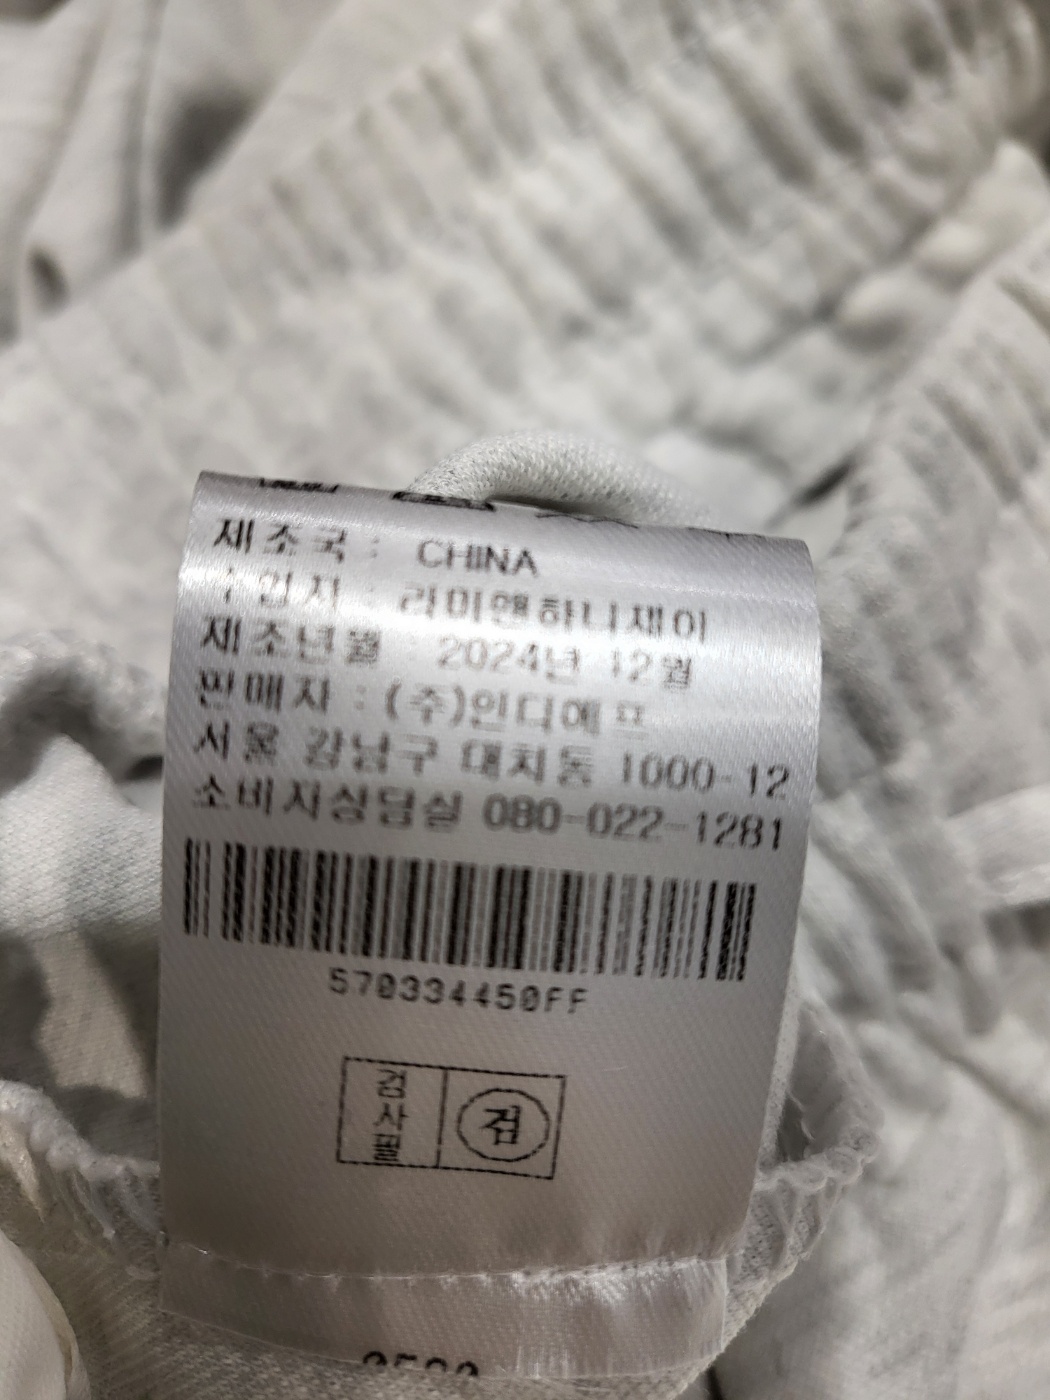 제조국 : CHINA
수입자 : 라미앤하니제이
제조년월 : 2024년 12월
판매자 : (주)인디에프
서울 강남구 대치동 1000-12
소비자상담실 080-022-1281
570334450FF
검사필
검